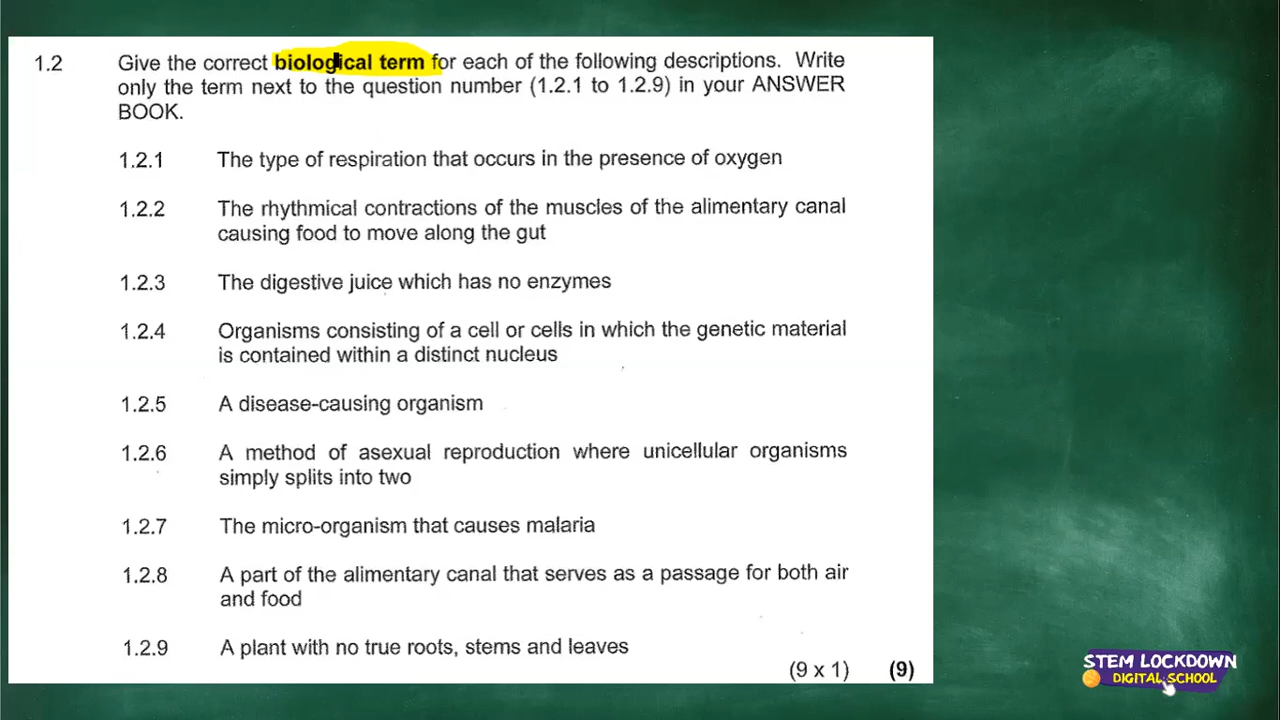 1.2 Give the correct biological term for each of the following descriptions. Write
only the term next to the question number (1.2.1 to 1.2.9) in your ANSWER
BOOK.
1.2.1 The type of respiration that occurs in the presence of oxygen
1.2.2 The rhythmical contractions of the muscles of the alimentary canal
causing food to move along the gut
1.2.3 The digestive juice which has no enzymes
1.2.4 Organisms consisting of a cell or cells in which the genetic material
is contained within a distinct nucleus
1.2.5 A disease-causing organism
1.2.6 A method of asexual reproduction where unicellular organisms
simply splits into two
1.2.7 The micro-organism that causes malaria
1.2.8 A part of the alimentary canal that serves as a passage for both air
and food
1.2.9 A plant with no true roots, stems and leaves
(9 x 1) (9)
STEM LOCKDOWN
DIGITAL SCHOOL